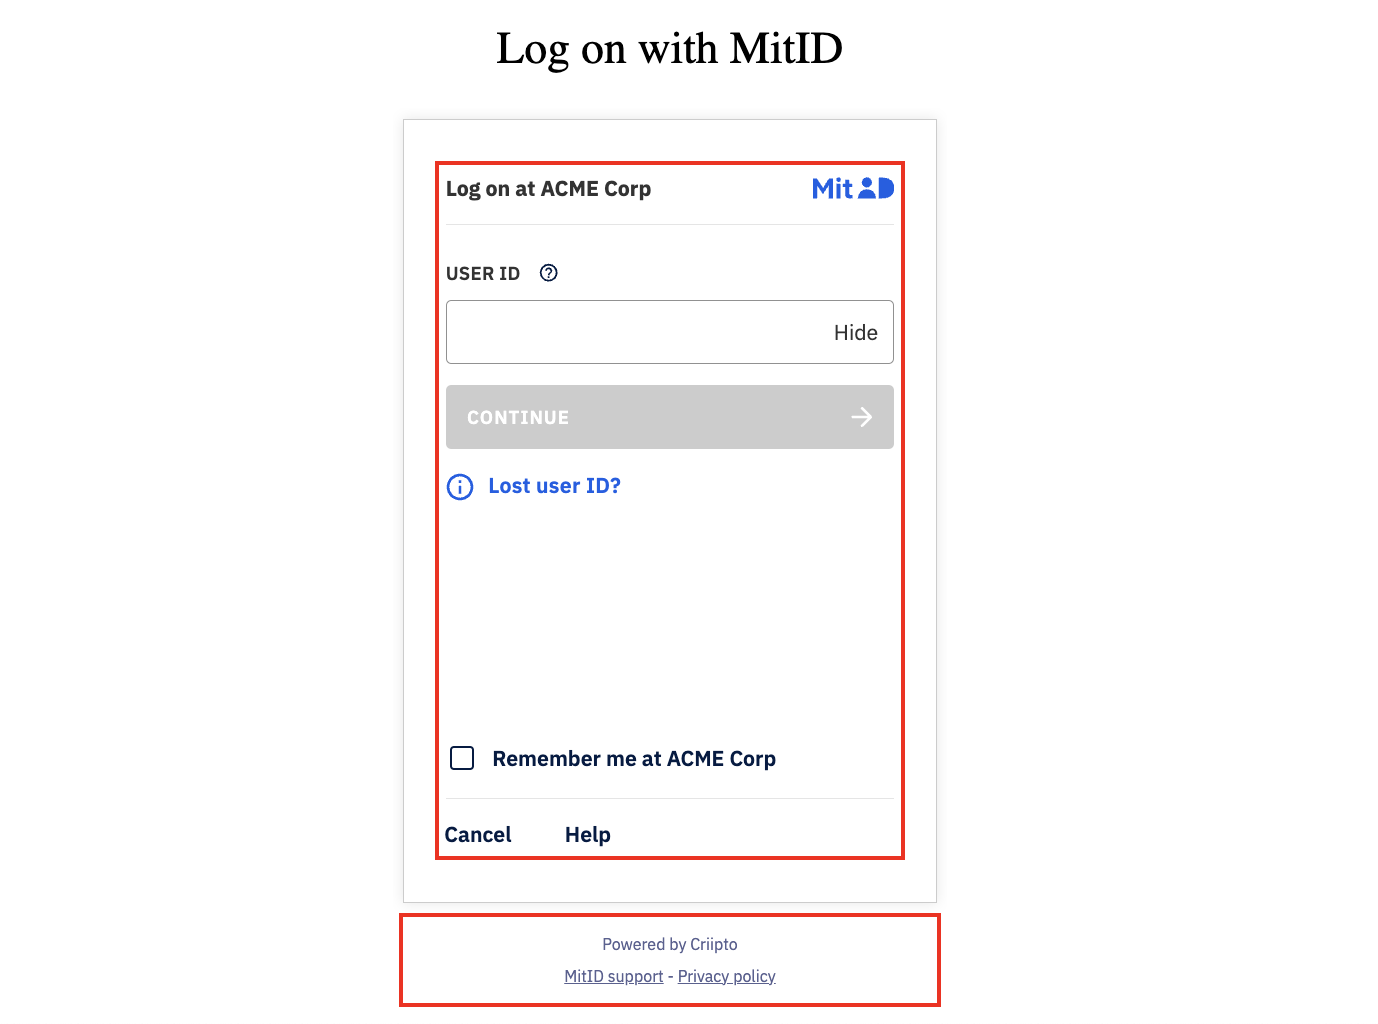 Log on with MitID
Log on at ACME Corp
MitID
USER ID ?
Hide
CONTINUE
Lost user ID?
Remember me at ACME Corp
Cancel Help
Powered by Criipto
MitID support - Privacy policy